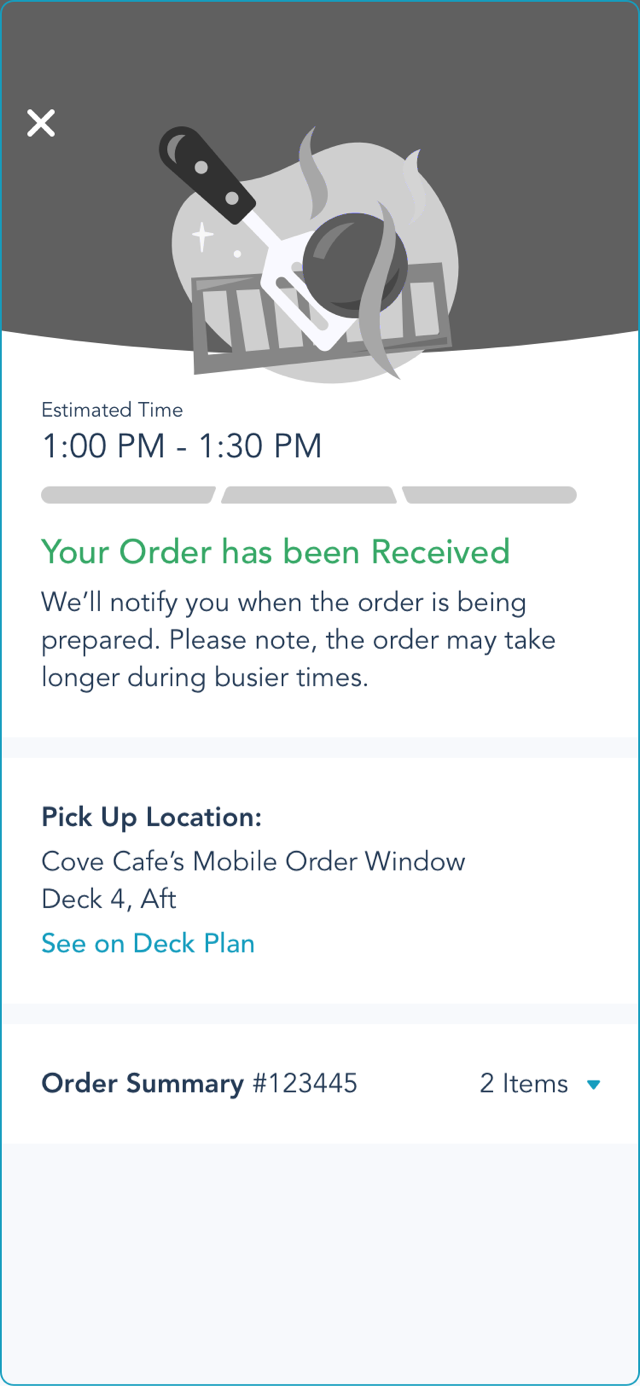 Estimated Time
1:00 PM - 1:30 PM
Your Order has been Received
We’ll notify you when the order is being
prepared. Please note, the order may take
longer during busier times.
Pick Up Location:
Cove Cafe’s Mobile Order Window
Deck 4, Aft
See on Deck Plan
Order Summary #123445 2 Items